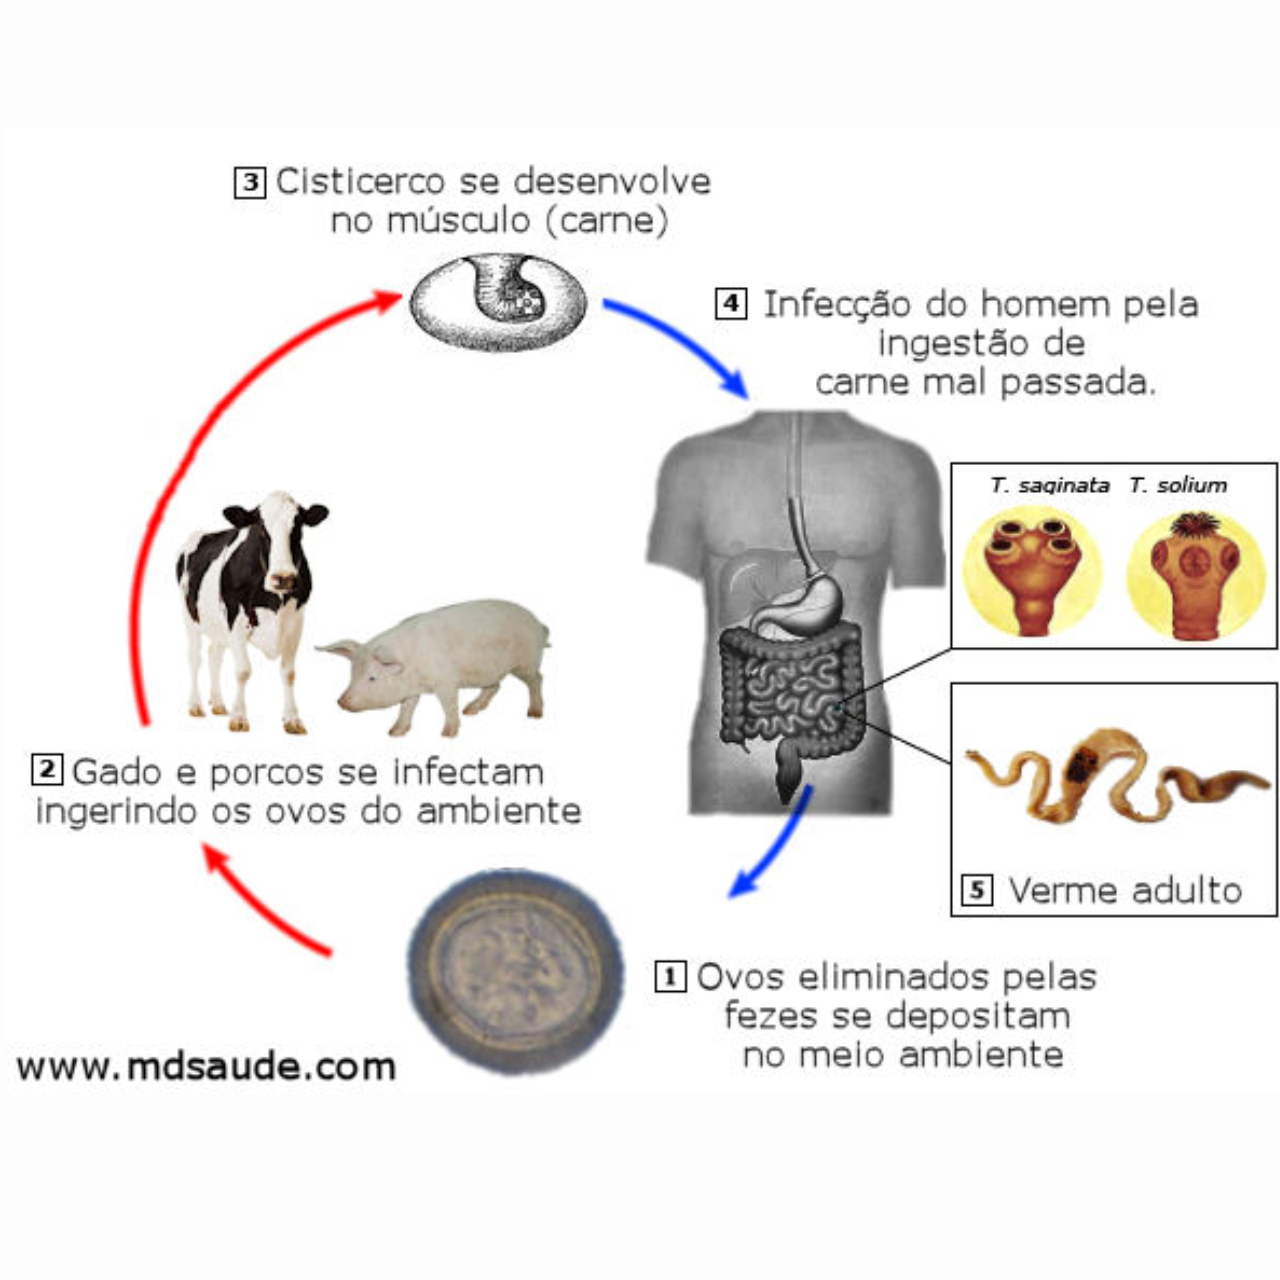 3 Cisticerco se desenvolve
no músculo (carne)
4 Infecção do homem pela
ingestão de
carne mal passada.
T. saginata T. solium
2 Gado e porcos se infectam
ingerindo os ovos do ambiente
5 Verme adulto
1 Ovos eliminados pelas
fezes se depositam
no meio ambiente
www.mdsaude.com